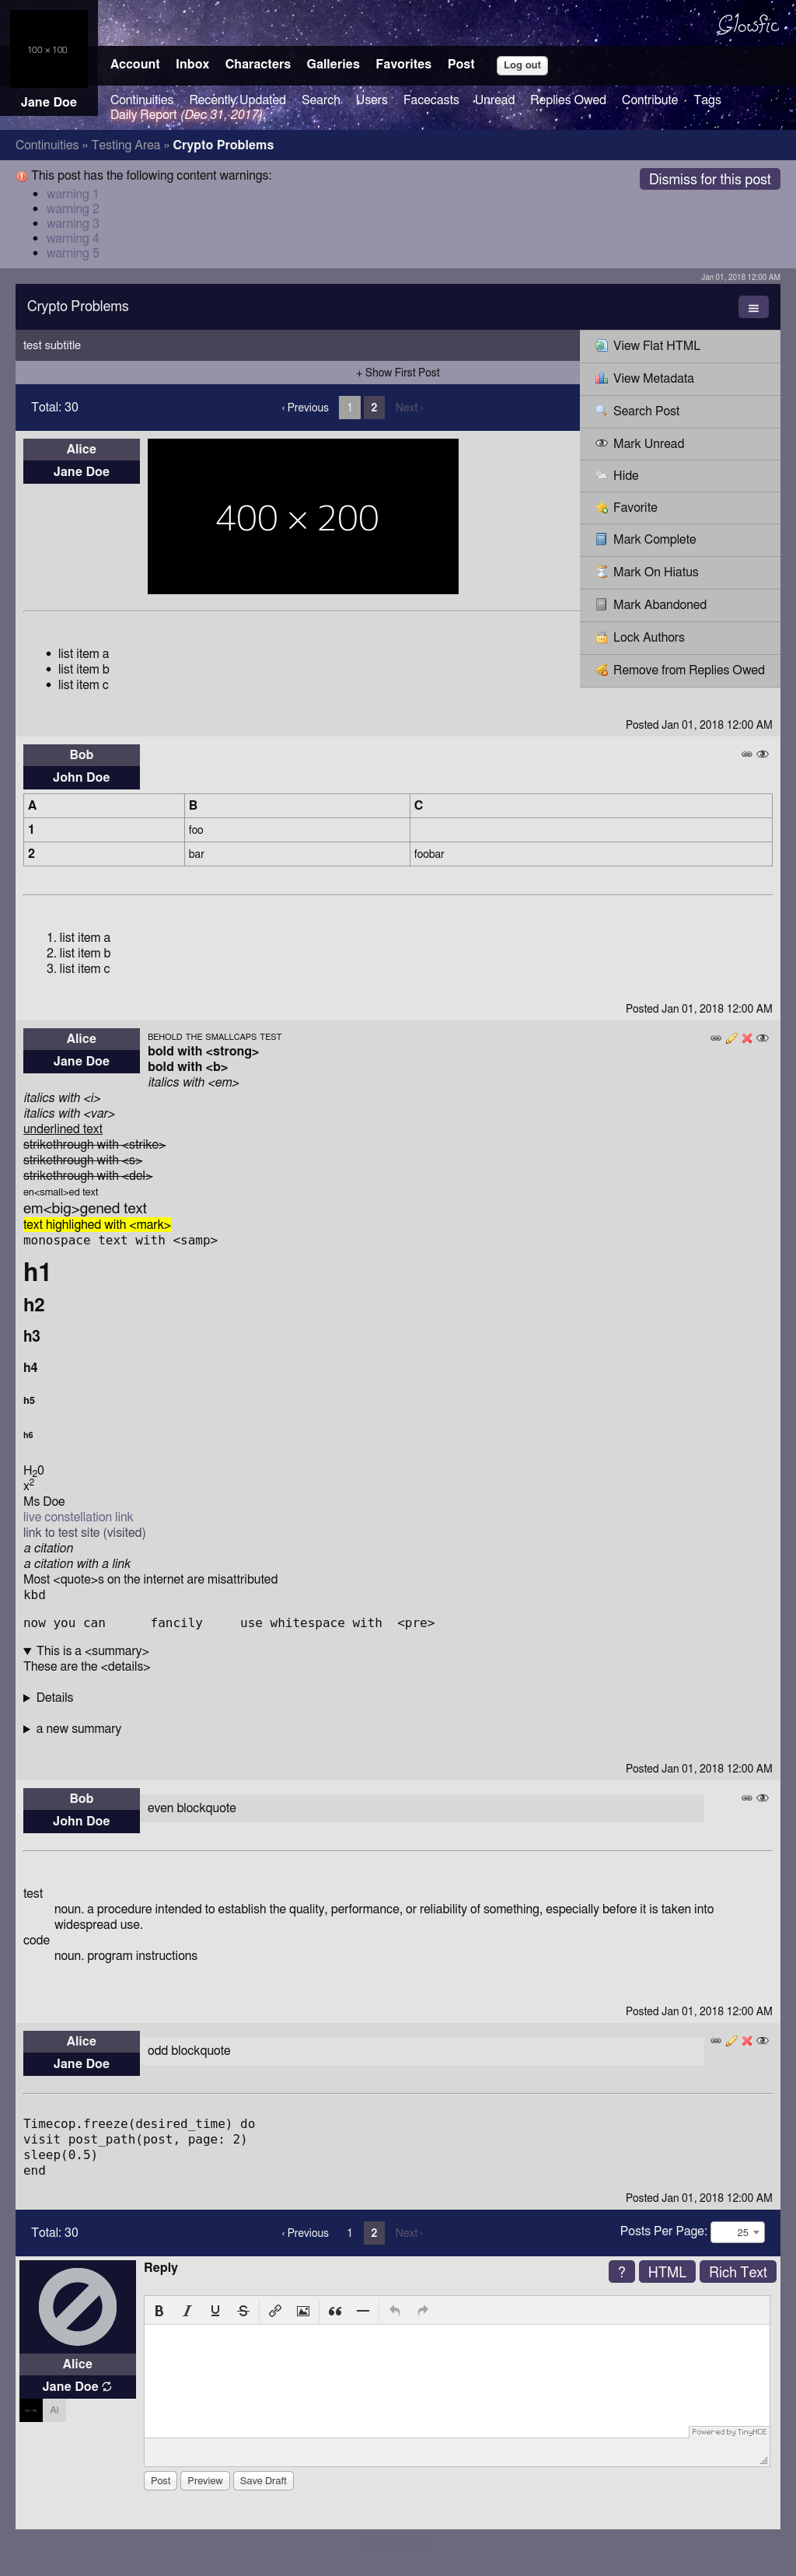 Glowfic
100 × 100
Account Inbox Characters Galleries Favorites Post Log out
Jane Doe
Continuities Recently Updated Search Users Facecasts Unread Replies Owed Contribute Tags
Daily Report (Dec 31, 2017)
Continuities » Testing Area » Crypto Problems
This post has the following content warnings:
Dismiss for this post
warning 1
warning 2
warning 3
warning 4
warning 5
Jan 01, 2018 12:00 AM
Crypto Problems
test subtitle
+ Show First Post
Total: 30 ‹ Previous 1 2 Next ›
View Flat HTML
View Metadata
Search Post
Mark Unread
Hide
Favorite
Mark Complete
Mark On Hiatus
Mark Abandoned
Lock Authors
Remove from Replies Owed
Alice
Jane Doe
400 × 200
• list item a
• list item b
• list item c
Posted Jan 01, 2018 12:00 AM
Bob
John Doe
A B C
1 foo
2 bar foobar
1. list item a
2. list item b
3. list item c
Posted Jan 01, 2018 12:00 AM
Alice
Jane Doe
BEHOLD THE SMALLCAPS TEST
bold with <strong>
bold with <b>
italics with <em>
italics with <i>
italics with <var>
underlined text
strikethrough with <strike>
strikethrough with <s>
strikethrough with <del>
en<small>ed text
em<big>gened text
text highlighed with <mark>
monospace text with <samp>
h1
h2
h3
h4
h5
h6
H20
x2
Ms Doe
live constellation link
link to test site (visited)
a citation
a citation with a link
Most <quote>s on the internet are misattributed
kbd
now you can      fancily     use whitespace with  <pre>
▼ This is a <summary>
These are the <details>
▶ Details
▶ a new summary
Posted Jan 01, 2018 12:00 AM
Bob
John Doe
even blockquote
test
noun. a procedure intended to establish the quality, performance, or reliability of something, especially before it is taken into
widespread use.
code
noun. program instructions
Posted Jan 01, 2018 12:00 AM
Alice
Jane Doe
odd blockquote
Timecop.freeze(desired_time) do
visit post_path(post, page: 2)
sleep(0.5)
end
Posted Jan 01, 2018 12:00 AM
Total: 30 ‹ Previous 1 2 Next › Posts Per Page: 25
Reply
? HTML Rich Text
B I U S
Alice
Jane Doe
Al
Powered by TinyMCE
Post Preview Save Draft